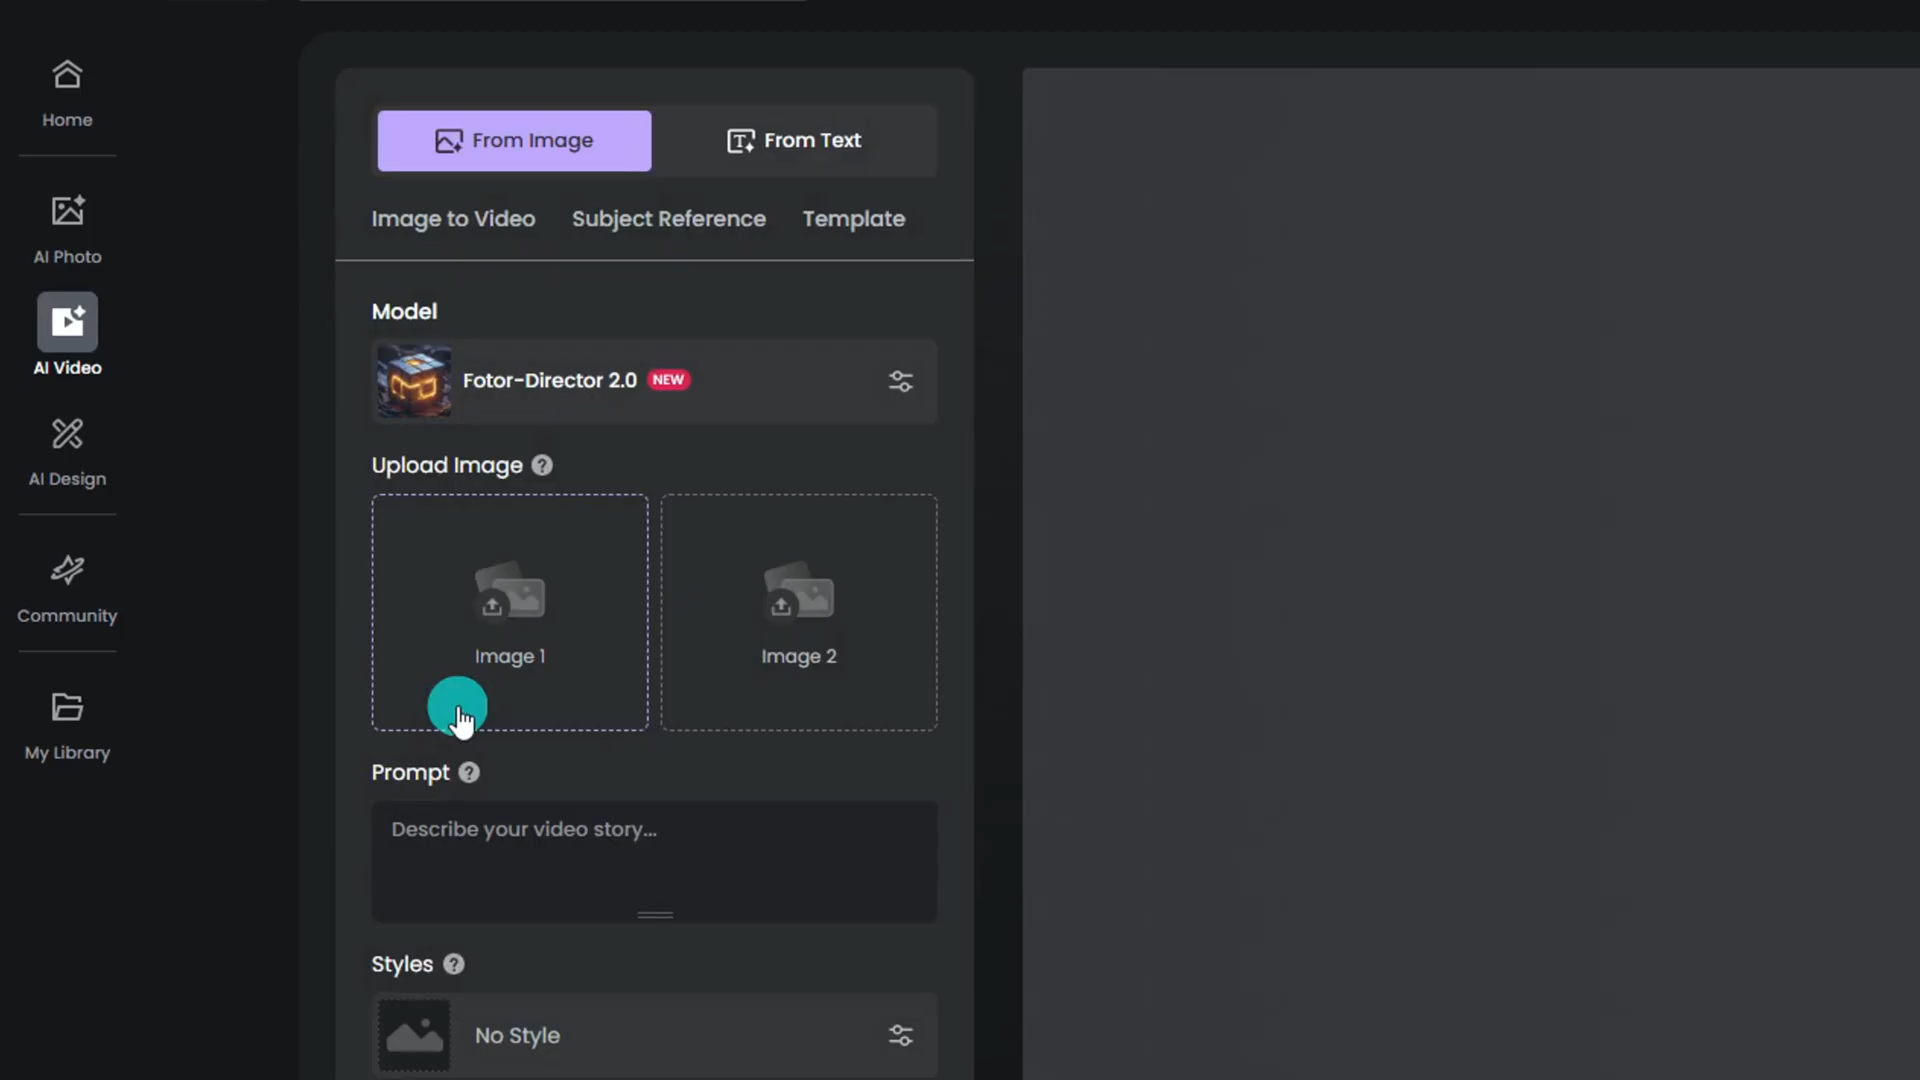 Home
AI Photo
AI Video
AI Design
Community
My Library
From Image
From Text
Image to Video
Subject Reference
Template
Model
Fotor-Director 2.0 NEW
Upload Image ?
Image 1
Image 2
Prompt ?
Describe your video story...
Styles ?
No Style